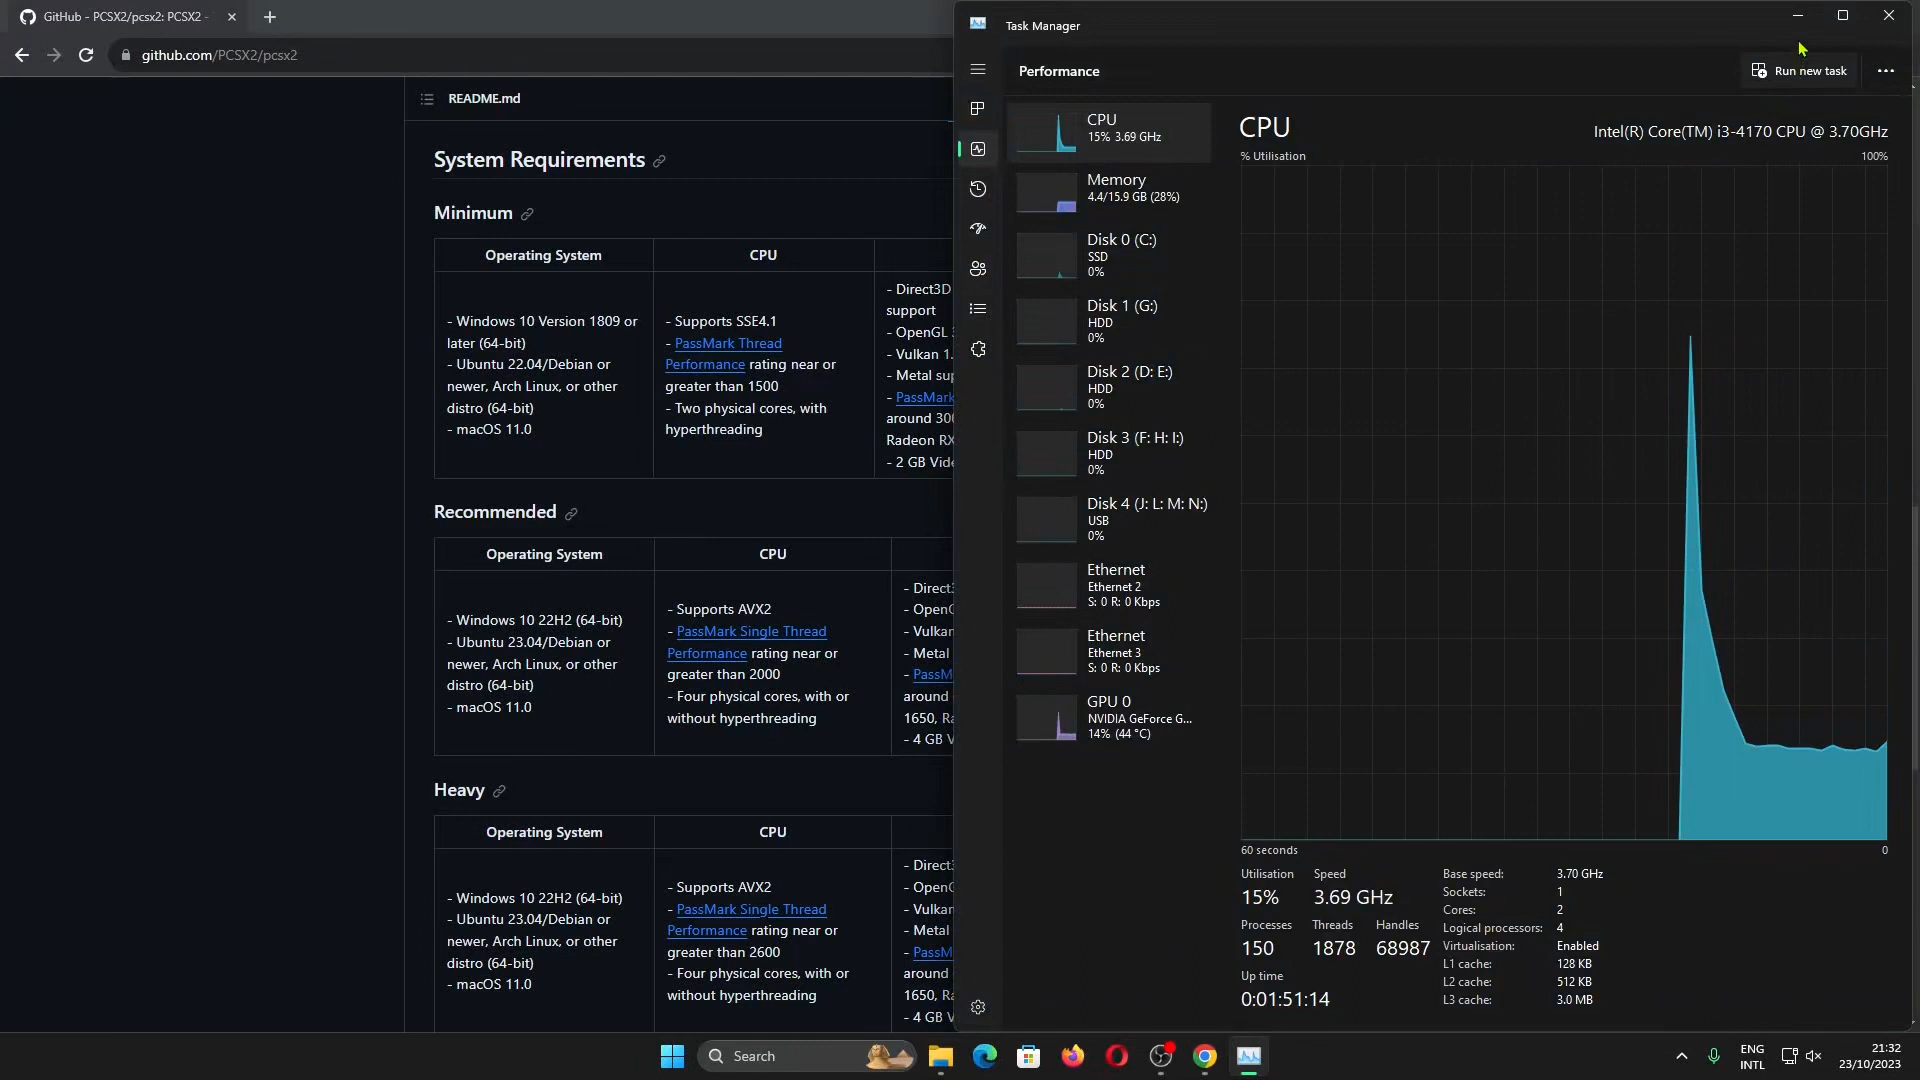 GitHub - PCSX2/pcsx2: PCSX2 -
github.com/PCSX2/pcsx2
README.md
System Requirements
Minimum
Operating System
CPU
- Windows 10 Version 1809 or
later (64-bit)
- Ubuntu 22.04/Debian or
newer, Arch Linux, or other
distro (64-bit)
- macOS 11.0
- Supports SSE4.1
- PassMark Thread
Performance rating near or
greater than 1500
- Two physical cores, with
hyperthreading
- Direct3D
support
- OpenGL
- Vulkan 1.
- Metal
- PassMark
around
Radeon
- 2 GB
Recommended
Operating System
CPU
- Windows 10 22H2 (64-bit)
- Ubuntu 23.04/Debian or
newer, Arch Linux, or other
distro (64-bit)
- macOS 11.0
- Supports AVX2
- PassMark Single Thread
Performance rating near or
greater than 2000
- Four physical cores, with or
without hyperthreading
- Metal
around
1650,
- 4 GB
Heavy
Operating System
CPU
- Windows 10 22H2 (64-bit)
- Ubuntu 23.04/Debian or
newer, Arch Linux, or other
distro (64-bit)
- macOS 11.0
- Supports AVX2
- PassMark Single Thread
Performance rating near or
greater than 2600
- Four physical cores, with or
without hyperthreading
- Metal
around
1650,
- 4 GB
Task Manager
Performance
Run new task
CPU
15% 3.69 GHz
Memory
4.4/15.9 GB (28%)
Disk 0 (C:)
SSD
0%
Disk 1 (G:)
HDD
0%
Disk 2 (D: E:)
HDD
0%
Disk 3 (F: H: I:)
HDD
0%
Disk 4 (J: L: M: N:)
USB
0%
Ethernet
Ethernet 2
S: 0 R: 0 Kbps
Ethernet
Ethernet 3
S: 0 R: 0 Kbps
GPU 0
NVIDIA GeForce G...
14% (44 °C)
CPU
Intel(R) Core(TM) i3-4170 CPU @ 3.70GHz
% Utilisation
100%
60 seconds
0
Utilisation
15%
Speed
3.69 GHz
Processes
150
Threads
1878
Handles
68987
Up time
0:01:51:14
Base speed: 3.70 GHz
Sockets: 1
Cores: 2
Logical processors: 4
Virtualisation: Enabled
L1 cache: 128 KB
L2 cache: 512 KB
L3 cache: 3.0 MB
Search
ENG
INTL
21:32
23/10/2023